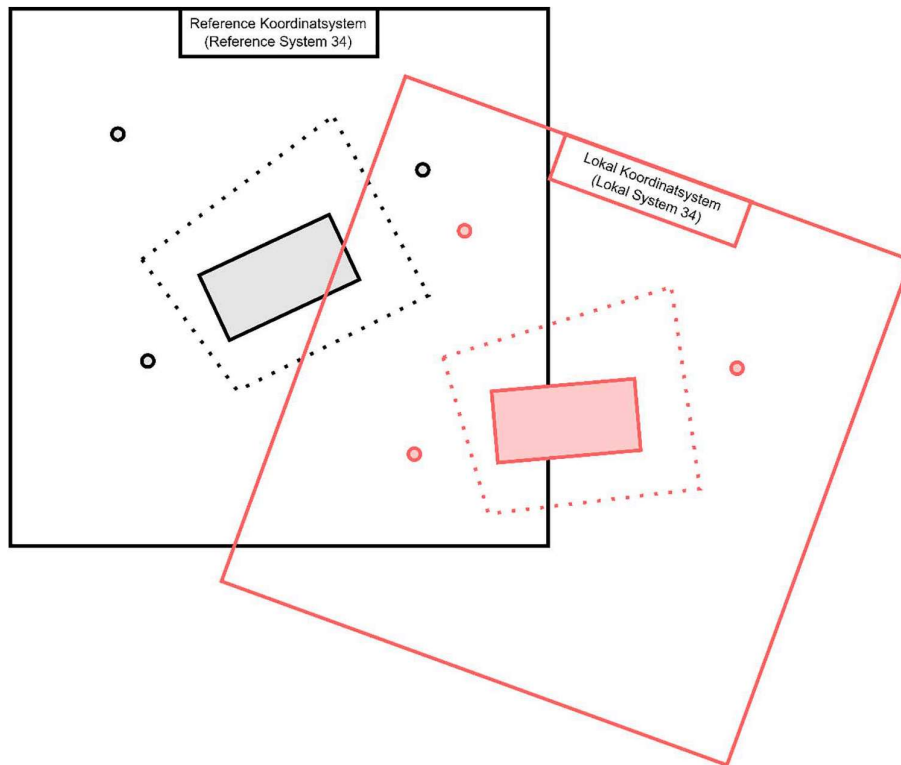 Reference Koordinatsystem
(Reference System 34)
Lokal Koordinatsystem
(Lokal System 34)